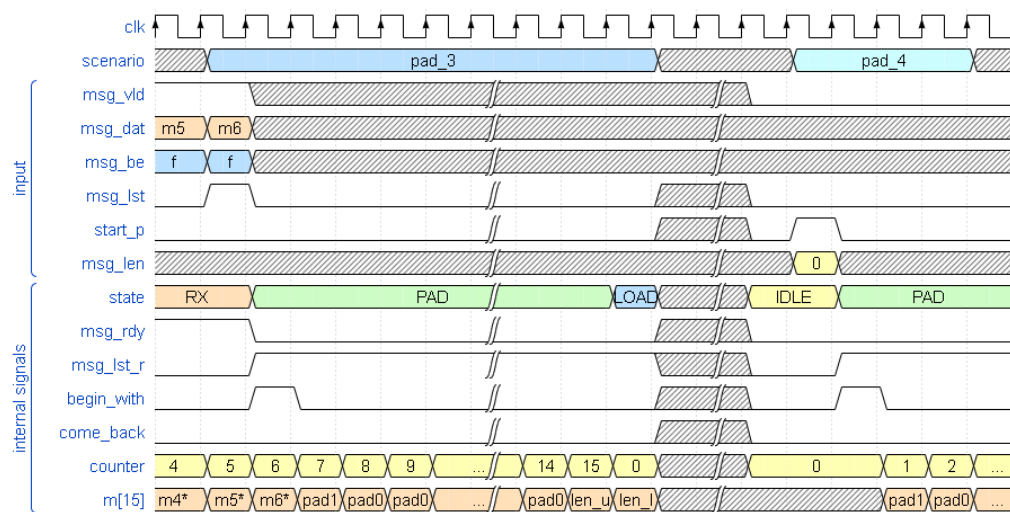 clk
scenario pad_3 pad_4
input
msg_vld
msg_dat m5 m6
msg_be f f
msg_lst
start_p
msg_len 0
internal signals
state RX PAD LOAD IDLE PAD
msg_rdy
msg_lst_r
begin_with
come_back
counter 4 5 6 7 8 9 ... 14 15 0 0 1 2 ...
m[15] m4* m5* m6* pad1 pad0 pad0 ... pad0 len_u len_l pad1 pad0 ...